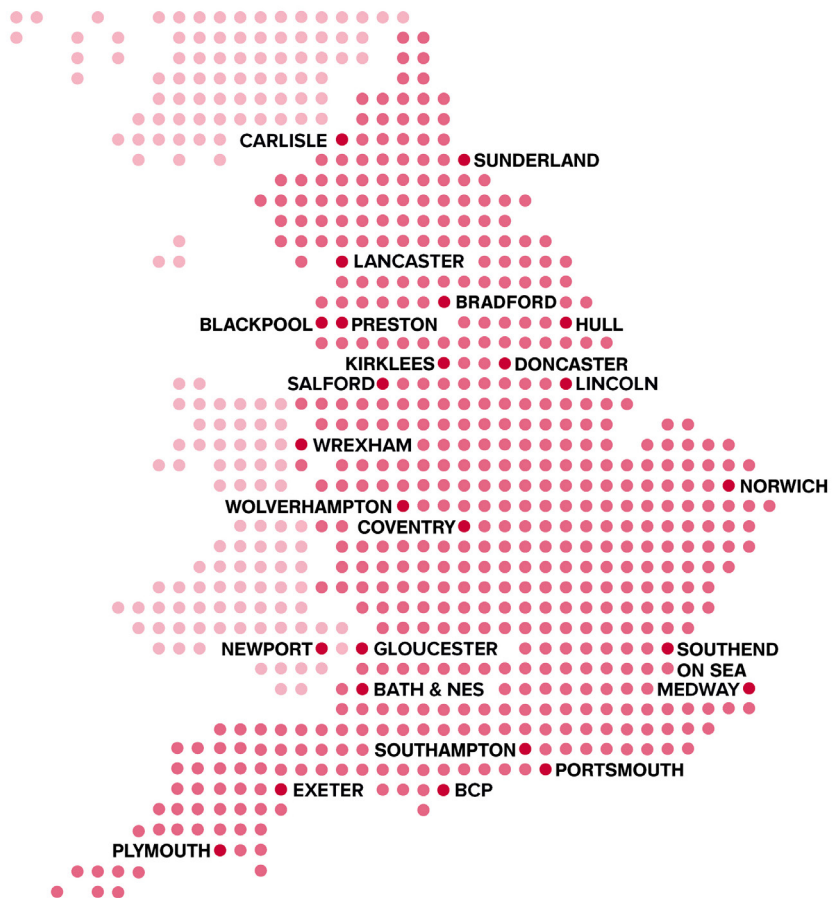 CARLISLE
SUNDERLAND
LANCASTER
BRADFORD
BLACKPOOL
PRESTON
HULL
KIRKLEES
DONCASTER
SALFORD
LINCOLN
WREXHAM
NORWICH
WOLVERHAMPTON
COVENTRY
NEWPORT
GLOUCESTER
SOUTHEND
ON SEA
BATH & NES
MEDWAY
SOUTHAMPTON
PORTSMOUTH
EXETER
BCP
PLYMOUTH